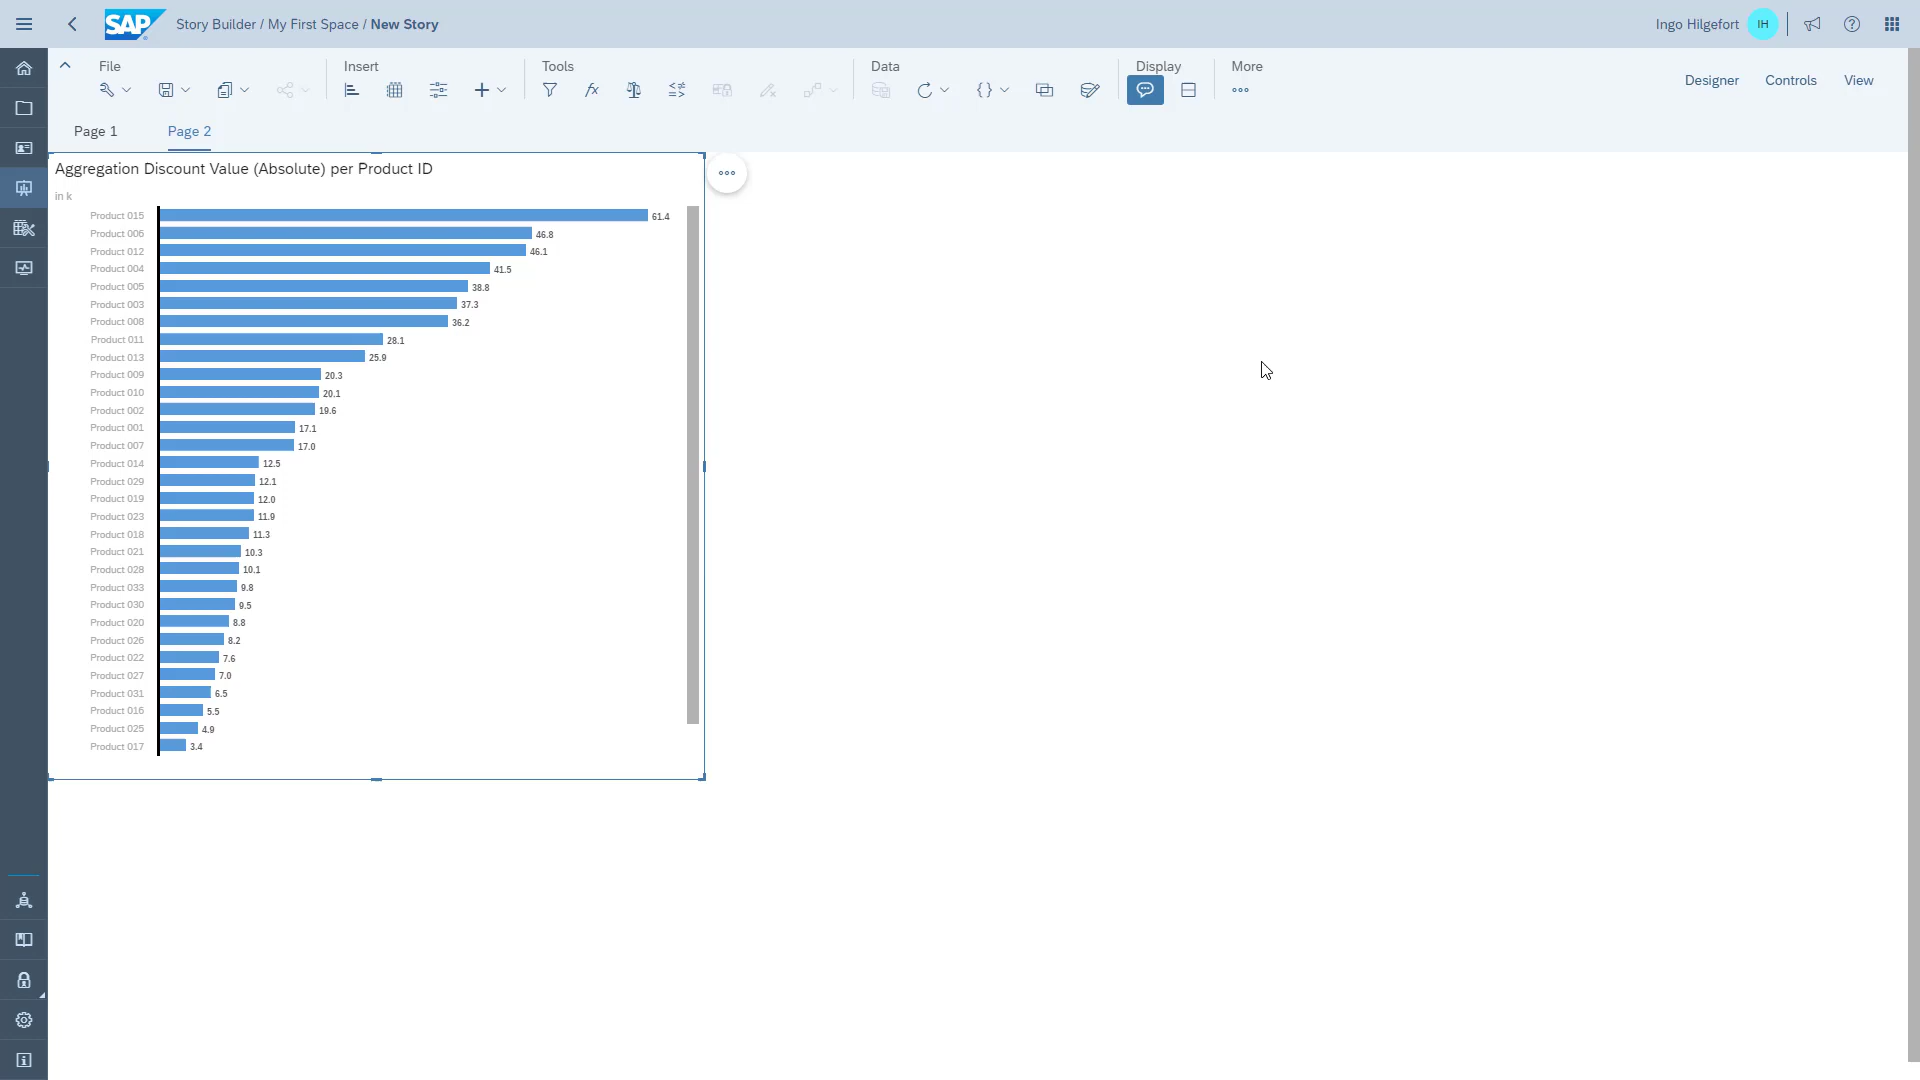 SAP
Story Builder / My First Space / New Story
Ingo Hilgefort IH
File
Insert
Tools
Data
Display
More
Designer
Controls
View
Page 1
Page 2
Aggregation Discount Value (Absolute) per Product ID
in k
Product 015 61.4
Product 006 46.8
Product 012 46.1
Product 004 41.5
Product 005 38.8
Product 003 37.3
Product 008 36.2
Product 011 28.1
Product 013 25.9
Product 009 20.3
Product 010 20.1
Product 002 19.6
Product 001 17.1
Product 007 17.0
Product 014 12.5
Product 029 12.1
Product 019 12.0
Product 023 11.9
Product 018 11.3
Product 021 10.3
Product 028 10.1
Product 033 9.8
Product 030 9.5
Product 020 8.8
Product 026 8.2
Product 022 7.6
Product 027 7.0
Product 031 6.5
Product 016 5.5
Product 025 4.9
Product 017 3.4